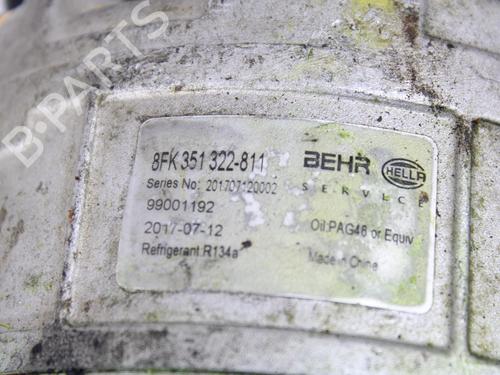 B-PARTS
8FK 351 322-811
BEHR HELLA
Series No: 201707120002
SERVICE
99001192
2017-07-12
Oil:PAG46 or Equiv
Refrigerant R134a
Made in China